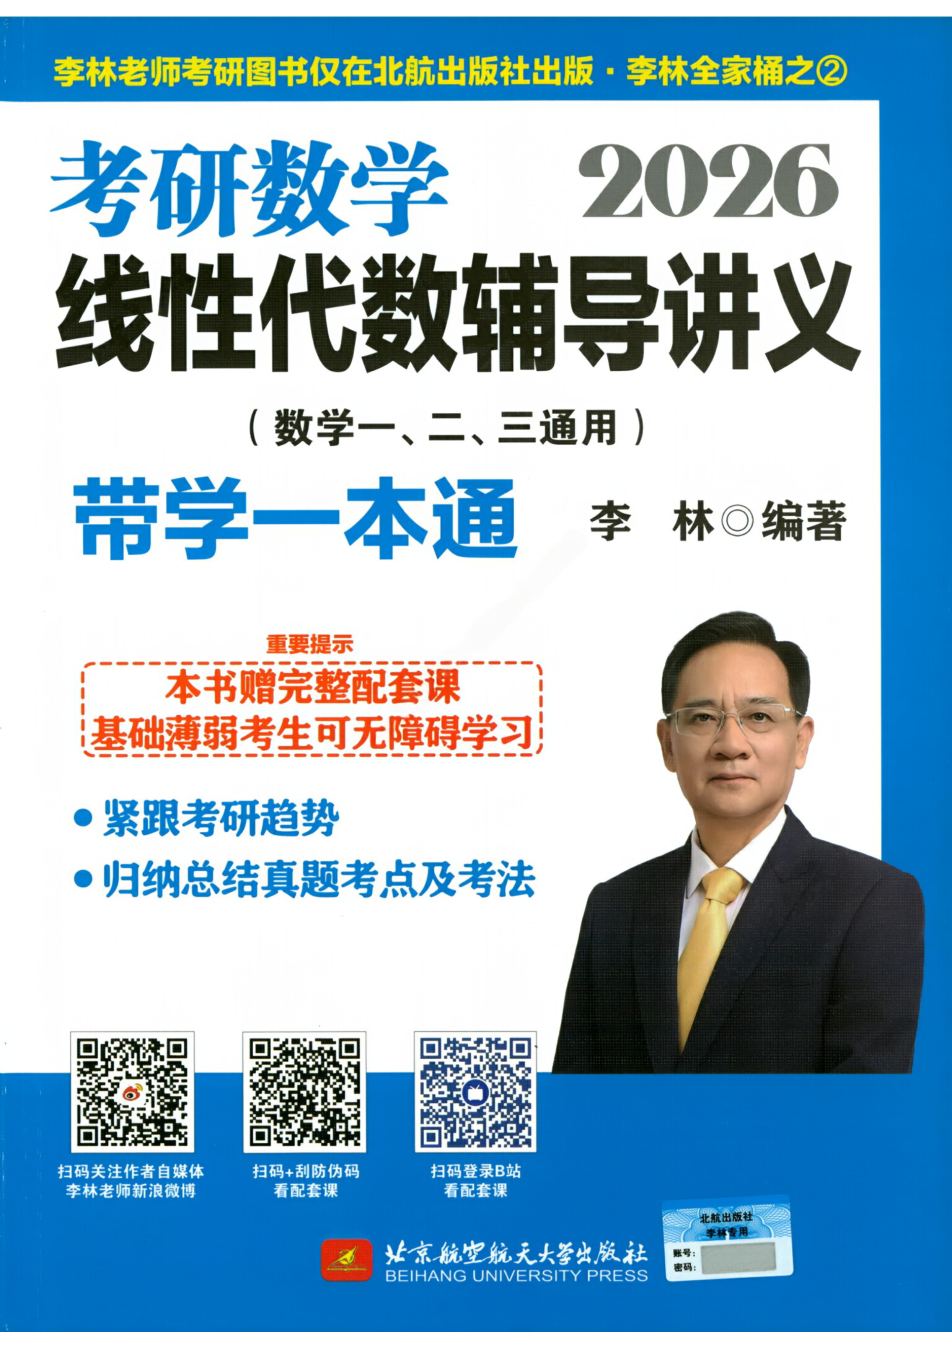 李林老师考研图书仅在北航出版社出版·李林全家桶之②
考研数学 2026
线性代数辅导讲义
（数学一、二、三通用）
带学一本通 李 林◎编著
重要提示
本书赠完整配套课
基础薄弱考生可无障碍学习
●紧跟考研趋势
●归纳总结真题考点及考法
扫码关注作者自媒体
李林老师新浪微博
扫码+刮防伪码
看配套课
扫码登录B站
看配套课
北航出版社
李林专用
账号：
密码：
北京航空航天大学出版社
BEIHANG UNIVERSITY PRESS